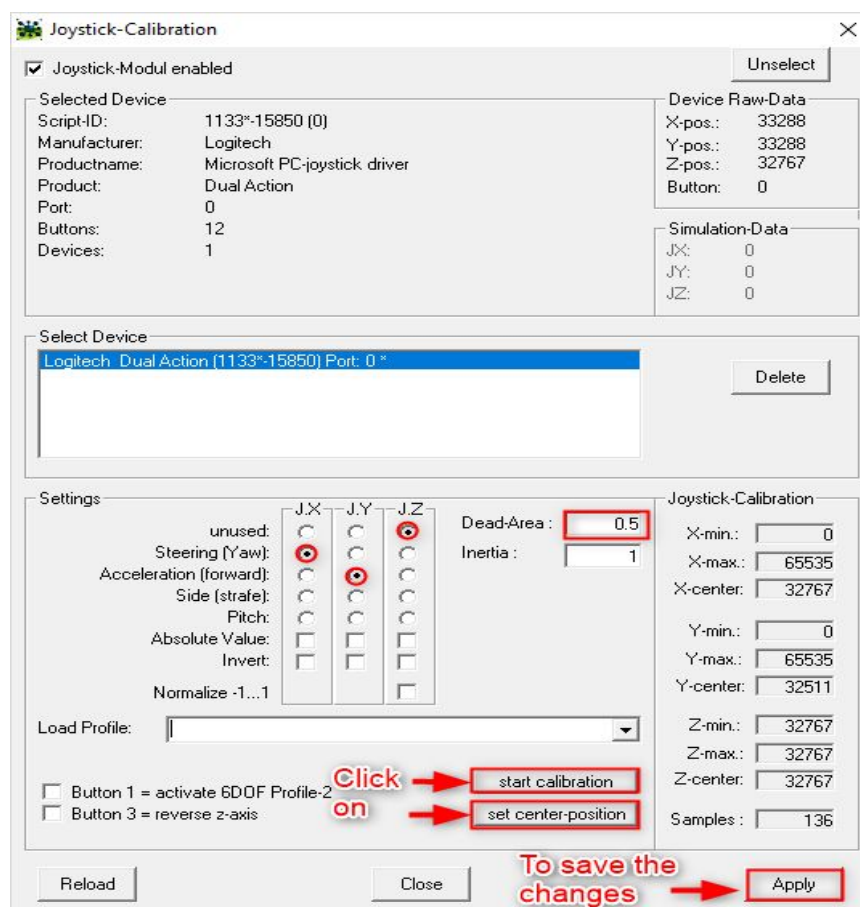 Joystick-Calibration
Joystick-Modul enabled
Unselect
Selected Device
Script-ID: 1133*-15850 (0)
Manufacturer: Logitech
Productname: Microsoft PC-joystick driver
Product: Dual Action
Port: 0
Buttons: 12
Devices: 1
Device Raw-Data
X-pos.: 33288
Y-pos.: 33288
Z-pos.: 32767
Button: 0
Simulation-Data
JX: 0
JY: 0
JZ: 0
Select Device
Logitech Dual Action (1133*-15850) Port: 0 *
Delete
Settings
J.X J.Y J.Z
unused:
Steering (Yaw):
Acceleration (forward):
Side (strafe):
Pitch:
Absolute Value:
Invert:
Normalize -1...1
Dead-Area : 0.5
Inertia : 1
Load Profile:
Button 1 = activate 6DOF Profile-2
Button 3 = reverse z-axis
Click
on
start calibration
set center-position
Joystick-Calibration
X-min.: 0
X-max.: 65535
X-center: 32767
Y-min.: 0
Y-max.: 65535
Y-center: 32511
Z-min.: 32767
Z-max.: 32767
Z-center: 32767
Samples : 136
Reload
Close
To save the
changes
Apply